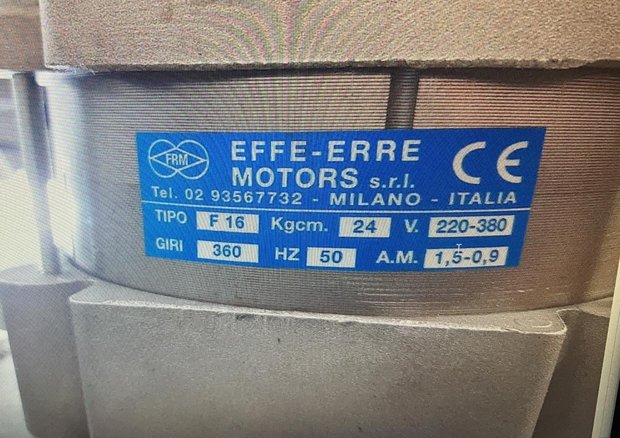 FRM
EFFE-ERRE
MOTORS s.r.l.
CE
Tel. 02 93567732 - MILANO - ITALIA
TIPO F 16 Kgcm. 24 V. 220-380
GIRI 360 HZ 50 A.M. 1,5-0,9